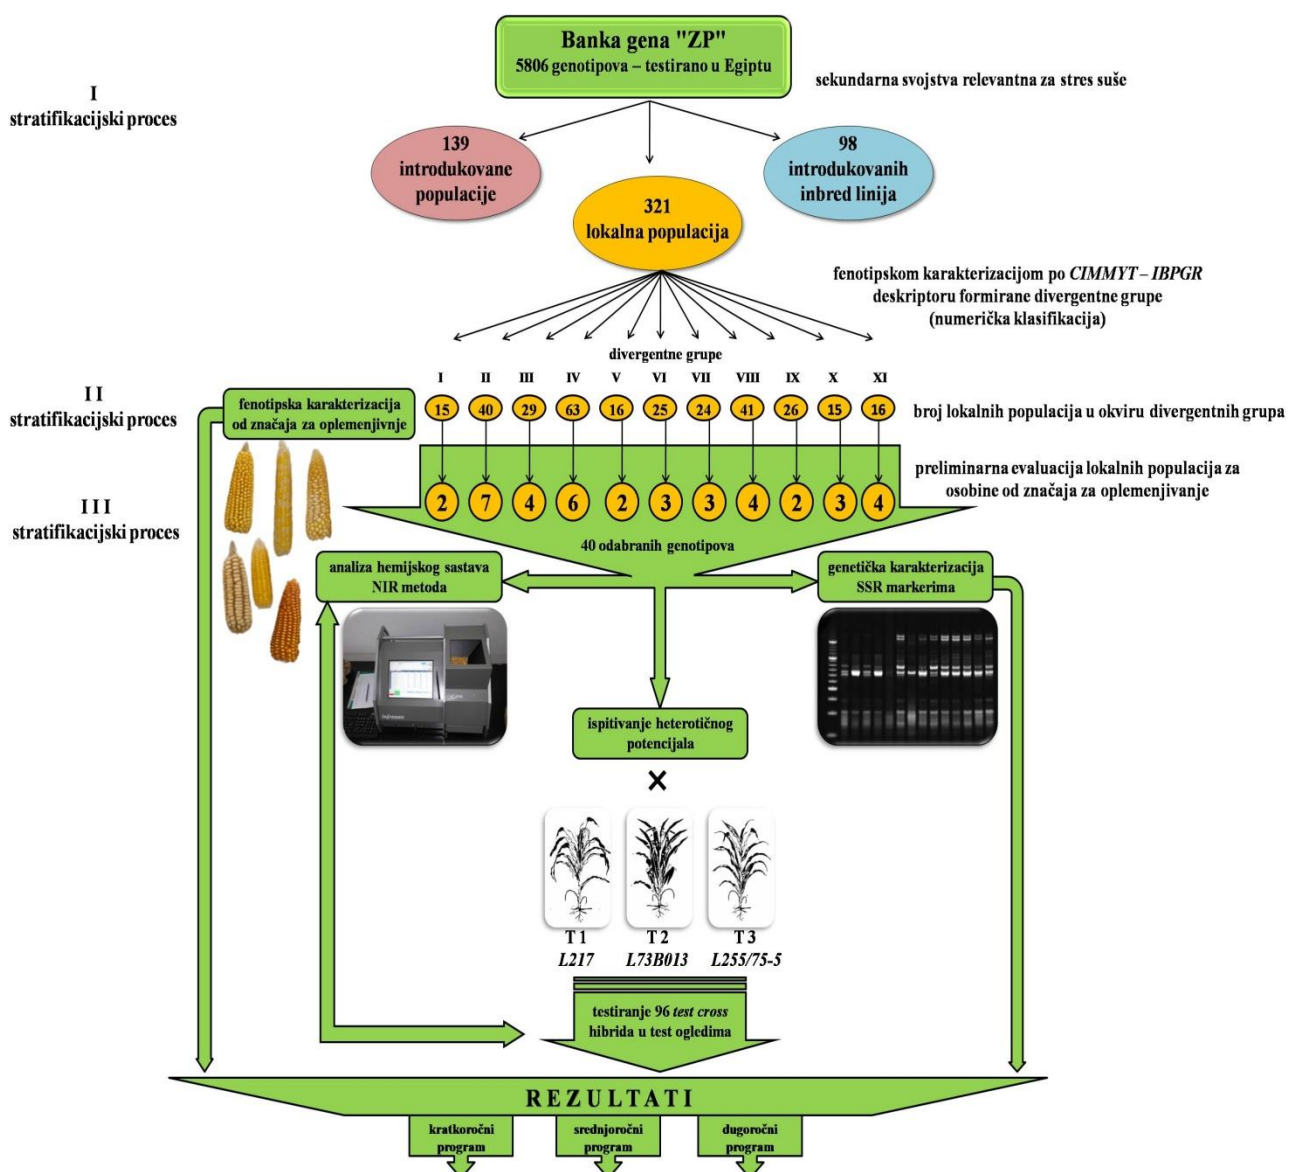 Banka gena "ZP"
5806 genotipova – testirano u Egiptu
sekundarna svojstva relevantna za stres suše
I
stratifikacijski proces
139
introdukovane
populacije
98
introdukovanih
inbred linija
321
lokalna populacija
fenotipskom karakterizacijom po CIMMYT – IBPGR
deskriptoru formirane divergentne grupe
(numerička klasifikacija)
divergentne grupe
I II III IV V VI VII VIII IX X XI
II
stratifikacijski proces
fenotipska karakterizacija
od značaja za oplemenjivnje
15 40 29 63 16 25 24 41 26 15 16
broj lokalnih populacija u okviru divergentnih grupa
preliminarna evaluacija lokalnih populacija za
osobine od značaja za oplemenjivanje
III
stratifikacijski proces
2 7 4 6 2 3 3 4 2 3 4
40 odabranih genotipova
analiza hemijskog sastava
NIR metoda
genetička karakterizacija
SSR markerima
ispitivanje heterotičnog
potencijala
×
T 1 T 2 T 3
L217 L73B013 L255/75-5
testiranje 96 test cross
hibrida u test ogledima
REZULTATI
kratkoročni
program
srednjoročni
program
dugoročni
program